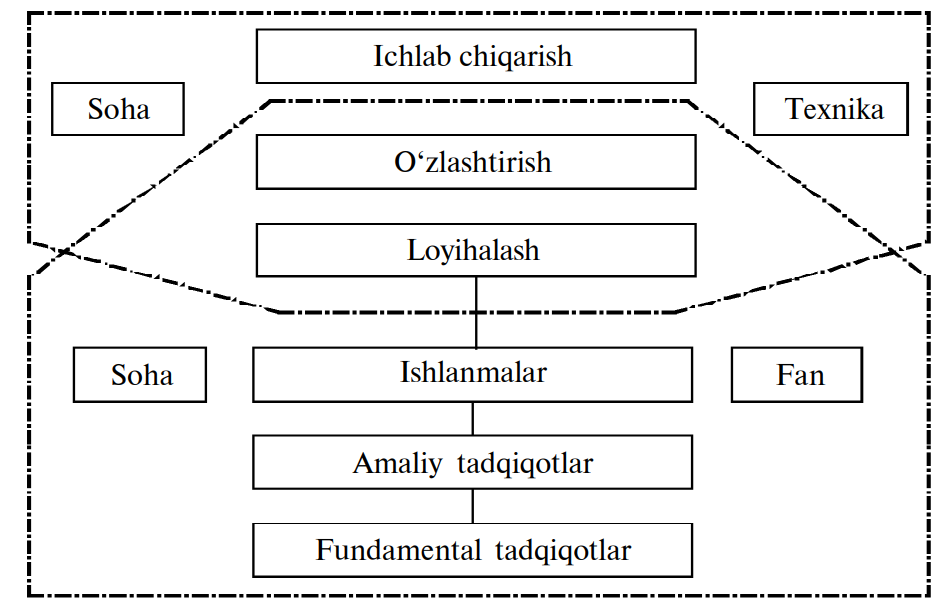 Ichlab chiqarish
Soha
Texnika
O‘zlashtirish
Loyihalash
Soha
Ishlanmalar
Fan
Amaliy tadqiqotlar
Fundamental tadqiqotlar